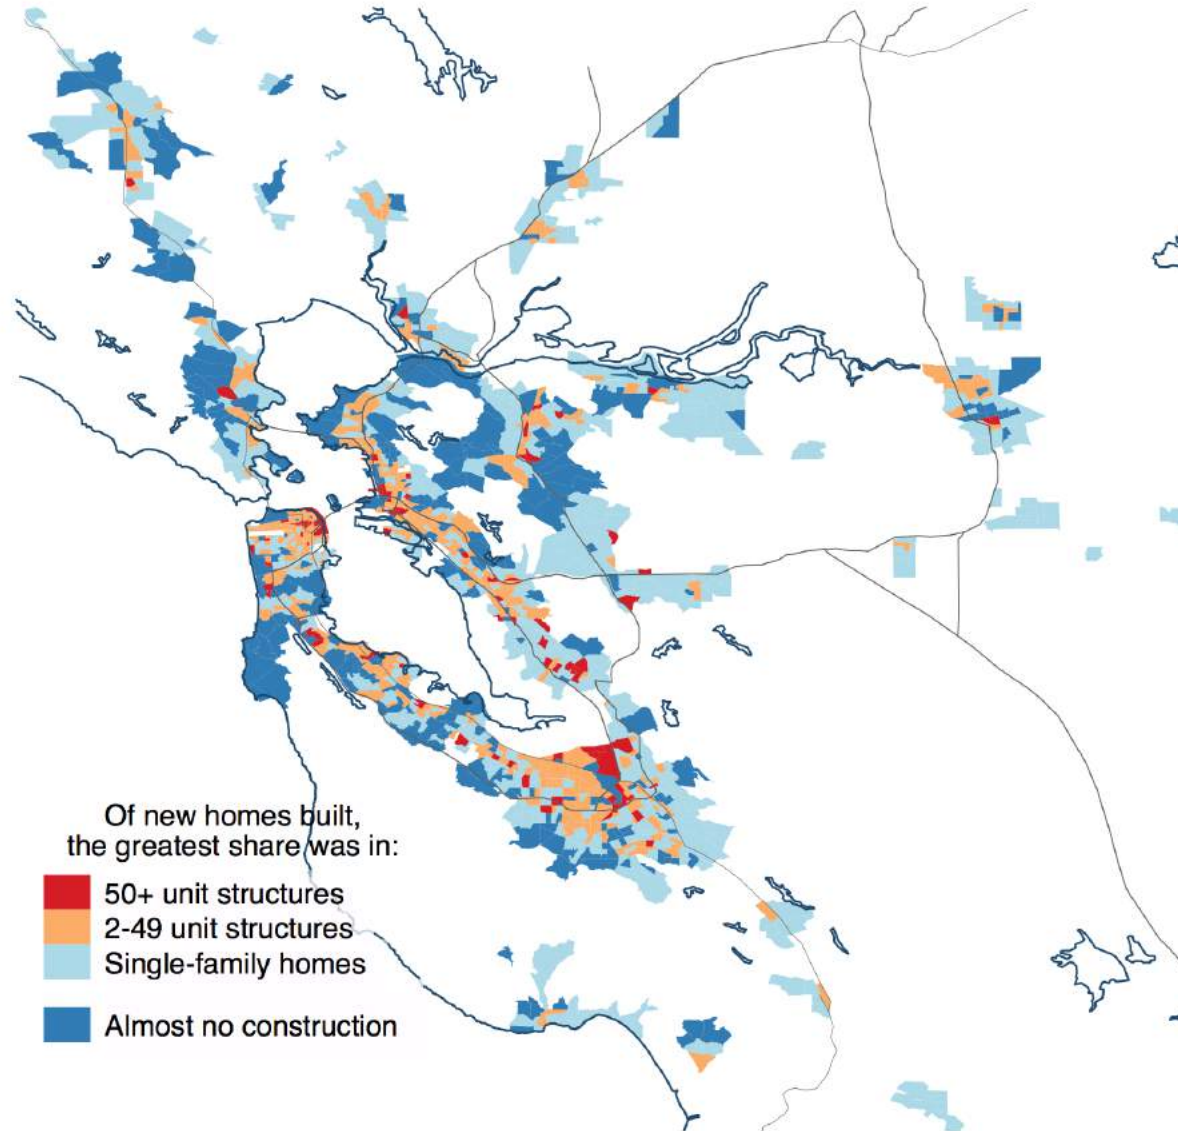 Of new homes built,
the greatest share was in:
50+ unit structures
2-49 unit structures
Single-family homes
Almost no construction